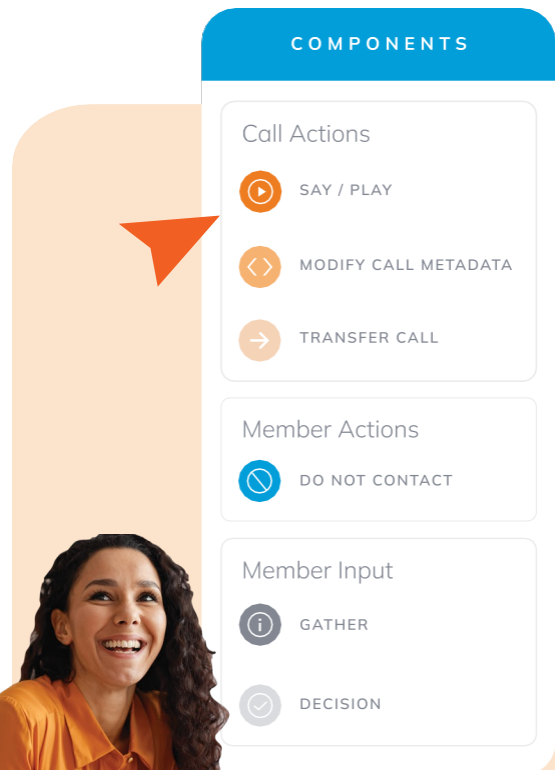 COMPONENTS
Call Actions
SAY / PLAY
MODIFY CALL METADATA
TRANSFER CALL
Member Actions
DO NOT CONTACT
Member Input
GATHER
DECISION